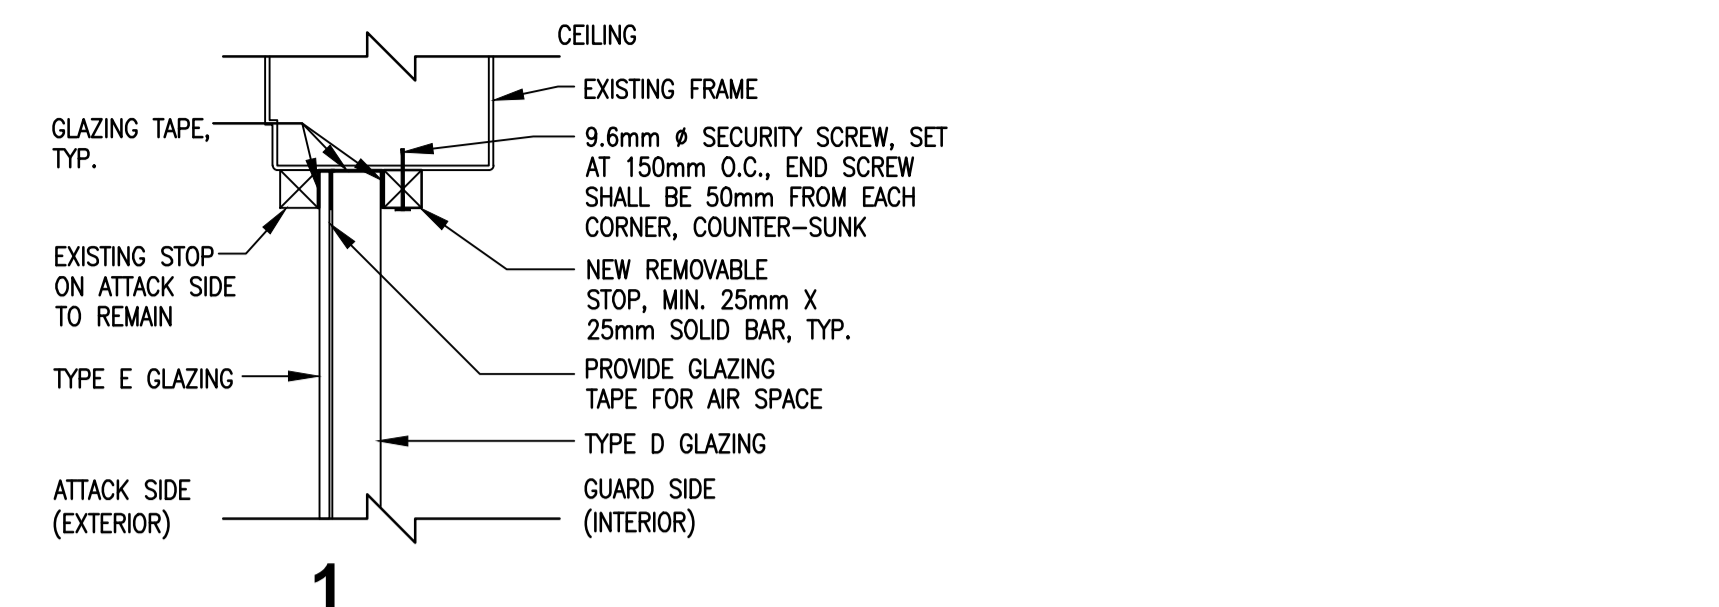 CEILING
EXISTING FRAME
GLAZING TAPE,
TYP.
9.6mm ø SECURITY SCREW, SET
AT 150mm O.C., END SCREW
SHALL BE 50mm FROM EACH
CORNER, COUNTER-SUNK
EXISTING STOP
ON ATTACK SIDE
TO REMAIN
NEW REMOVABLE
STOP, MIN. 25mm X
25mm SOLID BAR, TYP.
TYPE E GLAZING
PROVIDE GLAZING
TAPE FOR AIR SPACE
TYPE D GLAZING
ATTACK SIDE
(EXTERIOR)
GUARD SIDE
(INTERIOR)
1